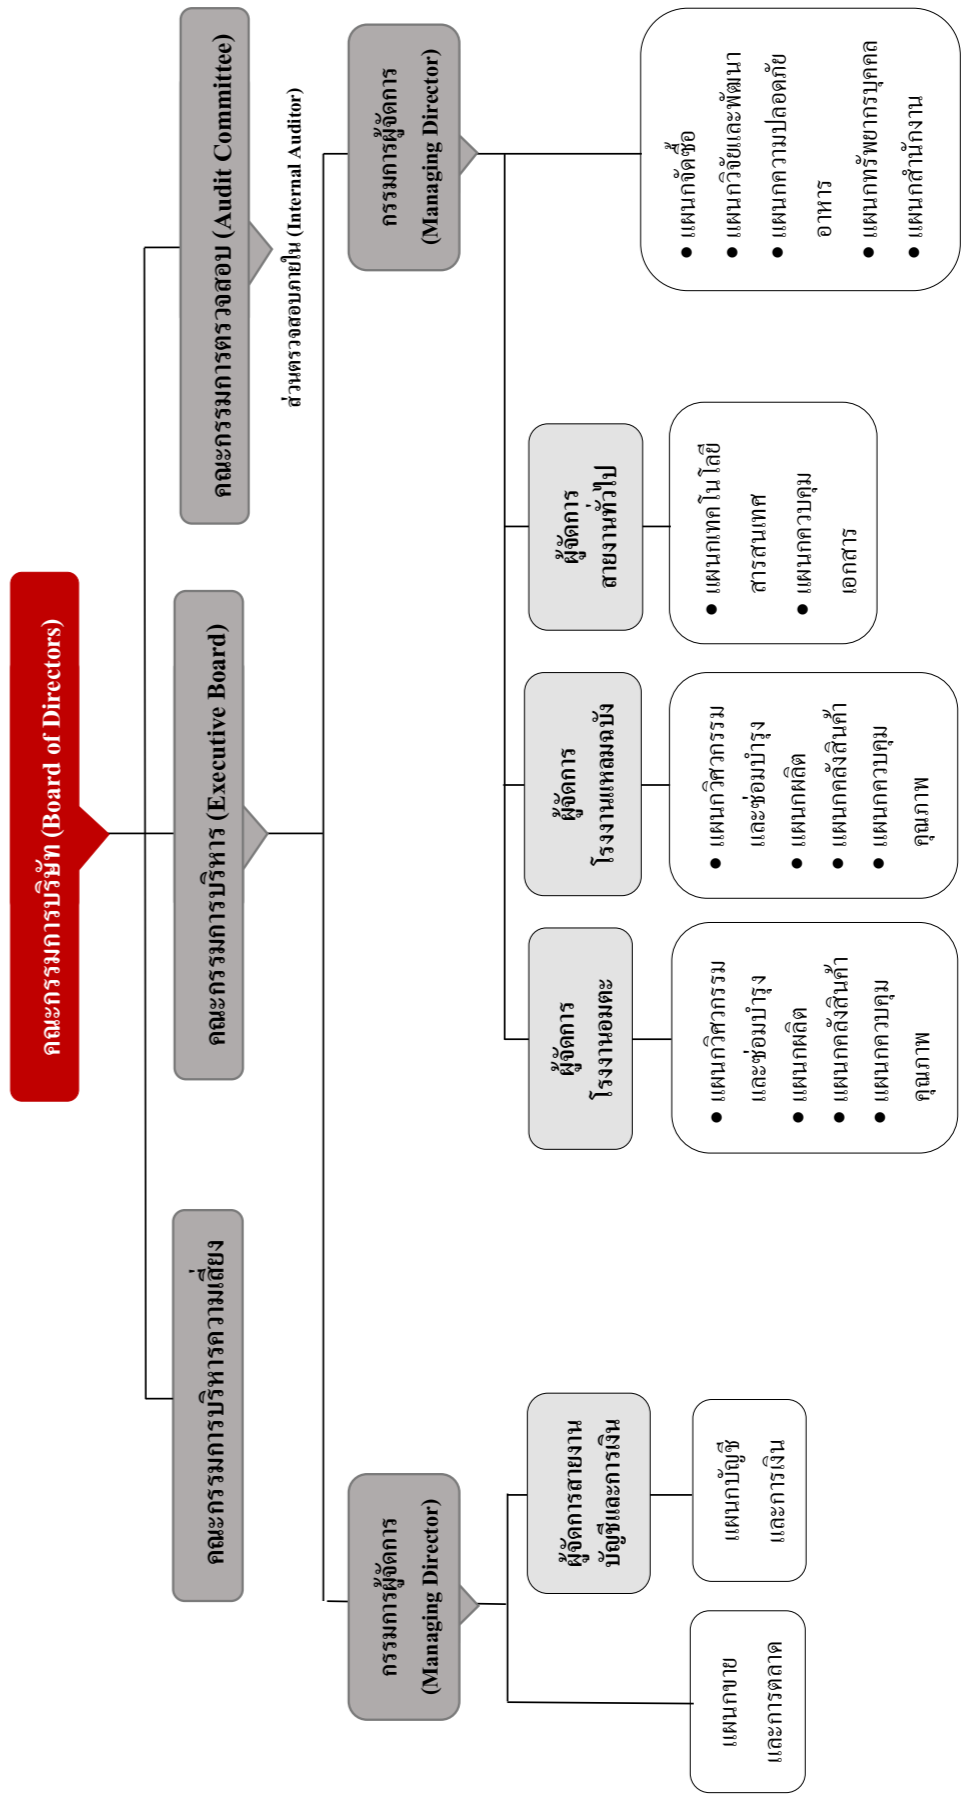 คณะกรรมการบริษัท (Board of Directors)
คณะกรรมการบริหารความเสี่ยง
คณะกรรมการบริหาร (Executive Board)
คณะกรรมการตรวจสอบ (Audit Committee)
ส่วนตรวจสอบภายใน (Internal Auditor)
กรรมการผู้จัดการ
(Managing Director)
กรรมการผู้จัดการ
(Managing Director)
ผู้จัดการสายงาน
บัญชีและการเงิน
ผู้จัดการ
โรงงานอมตะ
ผู้จัดการ
โรงงานแหลมฉบัง
ผู้จัดการ
สายงานทั่วไป
แผนกขาย
และการตลาด
แผนกบัญชี
และการเงิน
● แผนกวิศวกรรม
และซ่อมบำรุง
● แผนกผลิต
● แผนกคลังสินค้า
● แผนกควบคุม
คุณภาพ
● แผนกวิศวกรรม
และซ่อมบำรุง
● แผนกผลิต
● แผนกคลังสินค้า
● แผนกควบคุม
คุณภาพ
● แผนกเทคโนโลยี
สารสนเทศ
● แผนกควบคุม
เอกสาร
● แผนกจัดซื้อ
● แผนกวิจัยและพัฒนา
● แผนกความปลอดภัย
อาหาร
● แผนกทรัพยากรบุคคล
● แผนกสำนักงาน